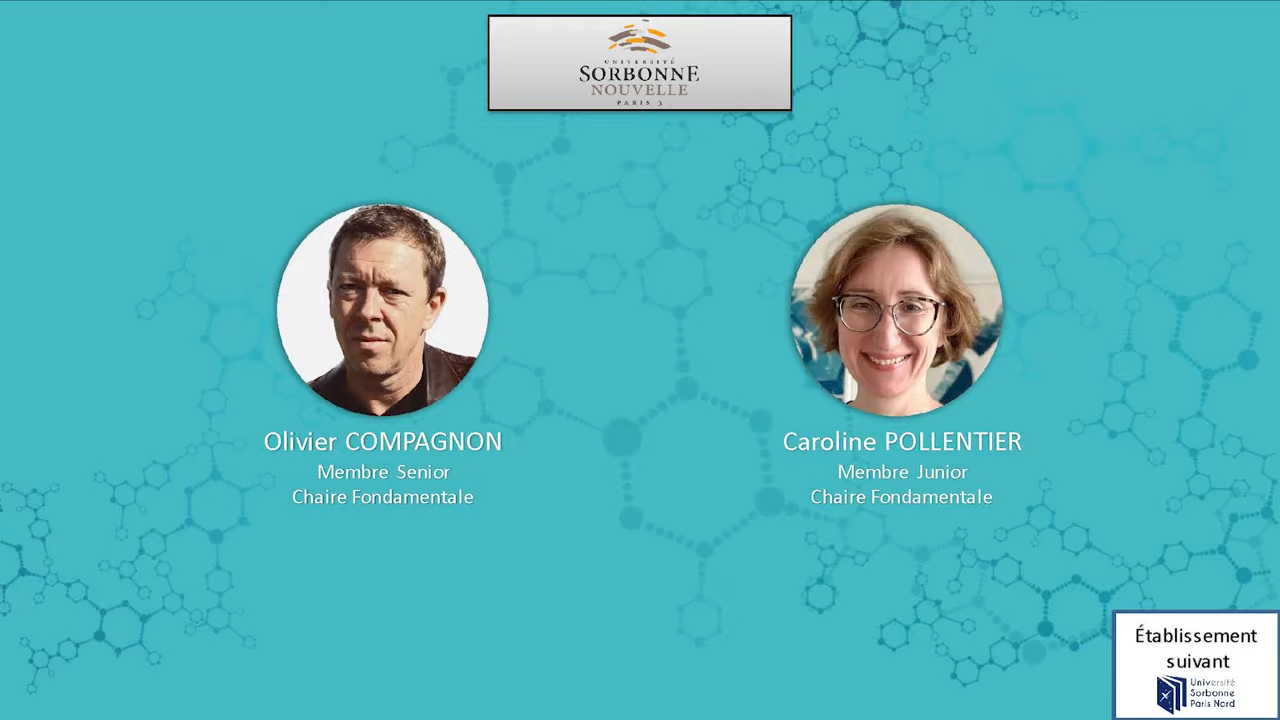 UNIVERSITÉ
SORBONNE
NOUVELLE
PARIS 3
Olivier COMPAGNON
Membre Senior
Chaire Fondamentale
Caroline POLLENTIER
Membre Junior
Chaire Fondamentale
Établissement
suivant
Université
Sorbonne
Paris Nord